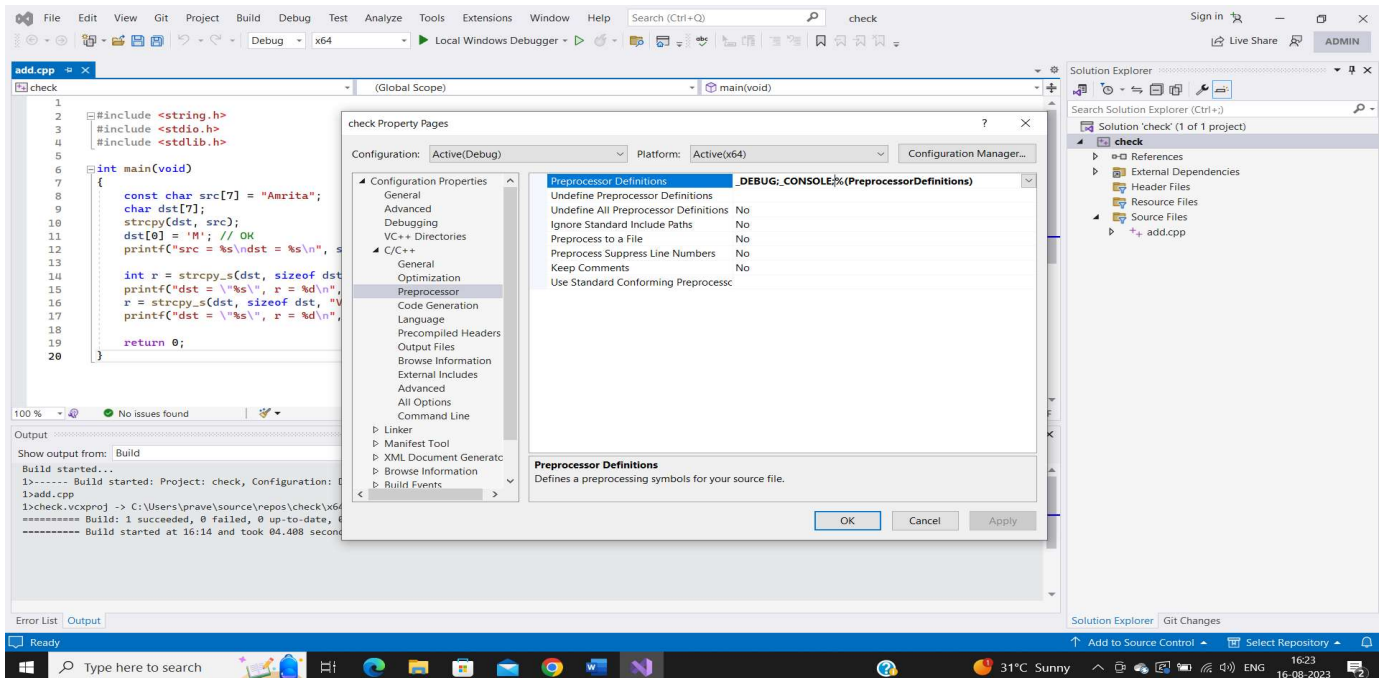 File Edit View Git Project Build Debug Test Analyze Tools Extensions Window Help Search (Ctrl+Q) check Sign in
Debug x64 Local Windows Debugger Live Share ADMIN
add.cpp
check (Global Scope) main(void)
1
2 #include <string.h>
3 #include <stdio.h>
4 #include <stdlib.h>
5
6 int main(void)
7 {
8 const char src[7] = "Amrita";
9 char dst[7];
10 strcpy(dst, src);
11 dst[0] = 'M'; // OK
12 printf("src = %s\ndst = %s\n", s
13
14 int r = strcpy_s(dst, sizeof dst
15 printf("dst = \"%s\", r = %d\n",
16 r = strcpy_s(dst, sizeof dst, "V
17 printf("dst = \"%s\", r = %d\n",
18
19 return 0;
20 }
100 % No issues found
Output
Show output from: Build
Build started...
1>------ Build started: Project: check, Configuration: D
1>add.cpp
1>check.vcxproj -> C:\Users\prave\source\repos\check\x64
========== Build: 1 succeeded, 0 failed, 0 up-to-date, 0
========== Build started at 16:14 and took 04.408 second
Error List Output
check Property Pages ?
Configuration: Active(Debug) Platform: Active(x64) Configuration Manager...
Configuration Properties
General
Advanced
Debugging
VC++ Directories
C/C++
General
Optimization
Preprocessor
Code Generation
Language
Precompiled Headers
Output Files
Browse Information
External Includes
Advanced
All Options
Command Line
Linker
Manifest Tool
XML Document Generatc
Browse Information
Build Events
Preprocessor Definitions _DEBUG;_CONSOLE;%(PreprocessorDefinitions)
Undefine Preprocessor Definitions
Undefine All Preprocessor Definitions No
Ignore Standard Include Paths No
Preprocess to a File No
Preprocess Suppress Line Numbers No
Keep Comments No
Use Standard Conforming Preprocessc
Preprocessor Definitions
Defines a preprocessing symbols for your source file.
OK Cancel Apply
Solution Explorer
Search Solution Explorer (Ctrl+;)
Solution 'check' (1 of 1 project)
check
References
External Dependencies
Header Files
Resource Files
Source Files
add.cpp
Solution Explorer Git Changes
Ready Add to Source Control Select Repository
Type here to search 31°C Sunny ENG 16:23
16-08-2023